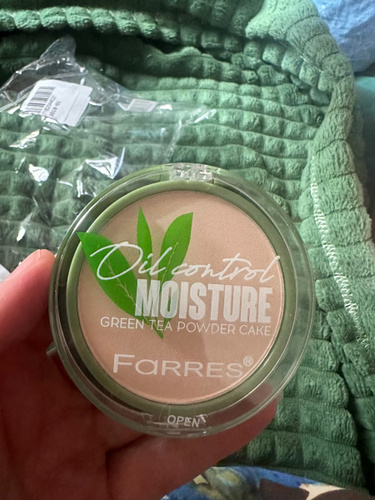 Oil control
MOISTURE
GREEN TEA POWDER CAKE
FARRES®
OPEN